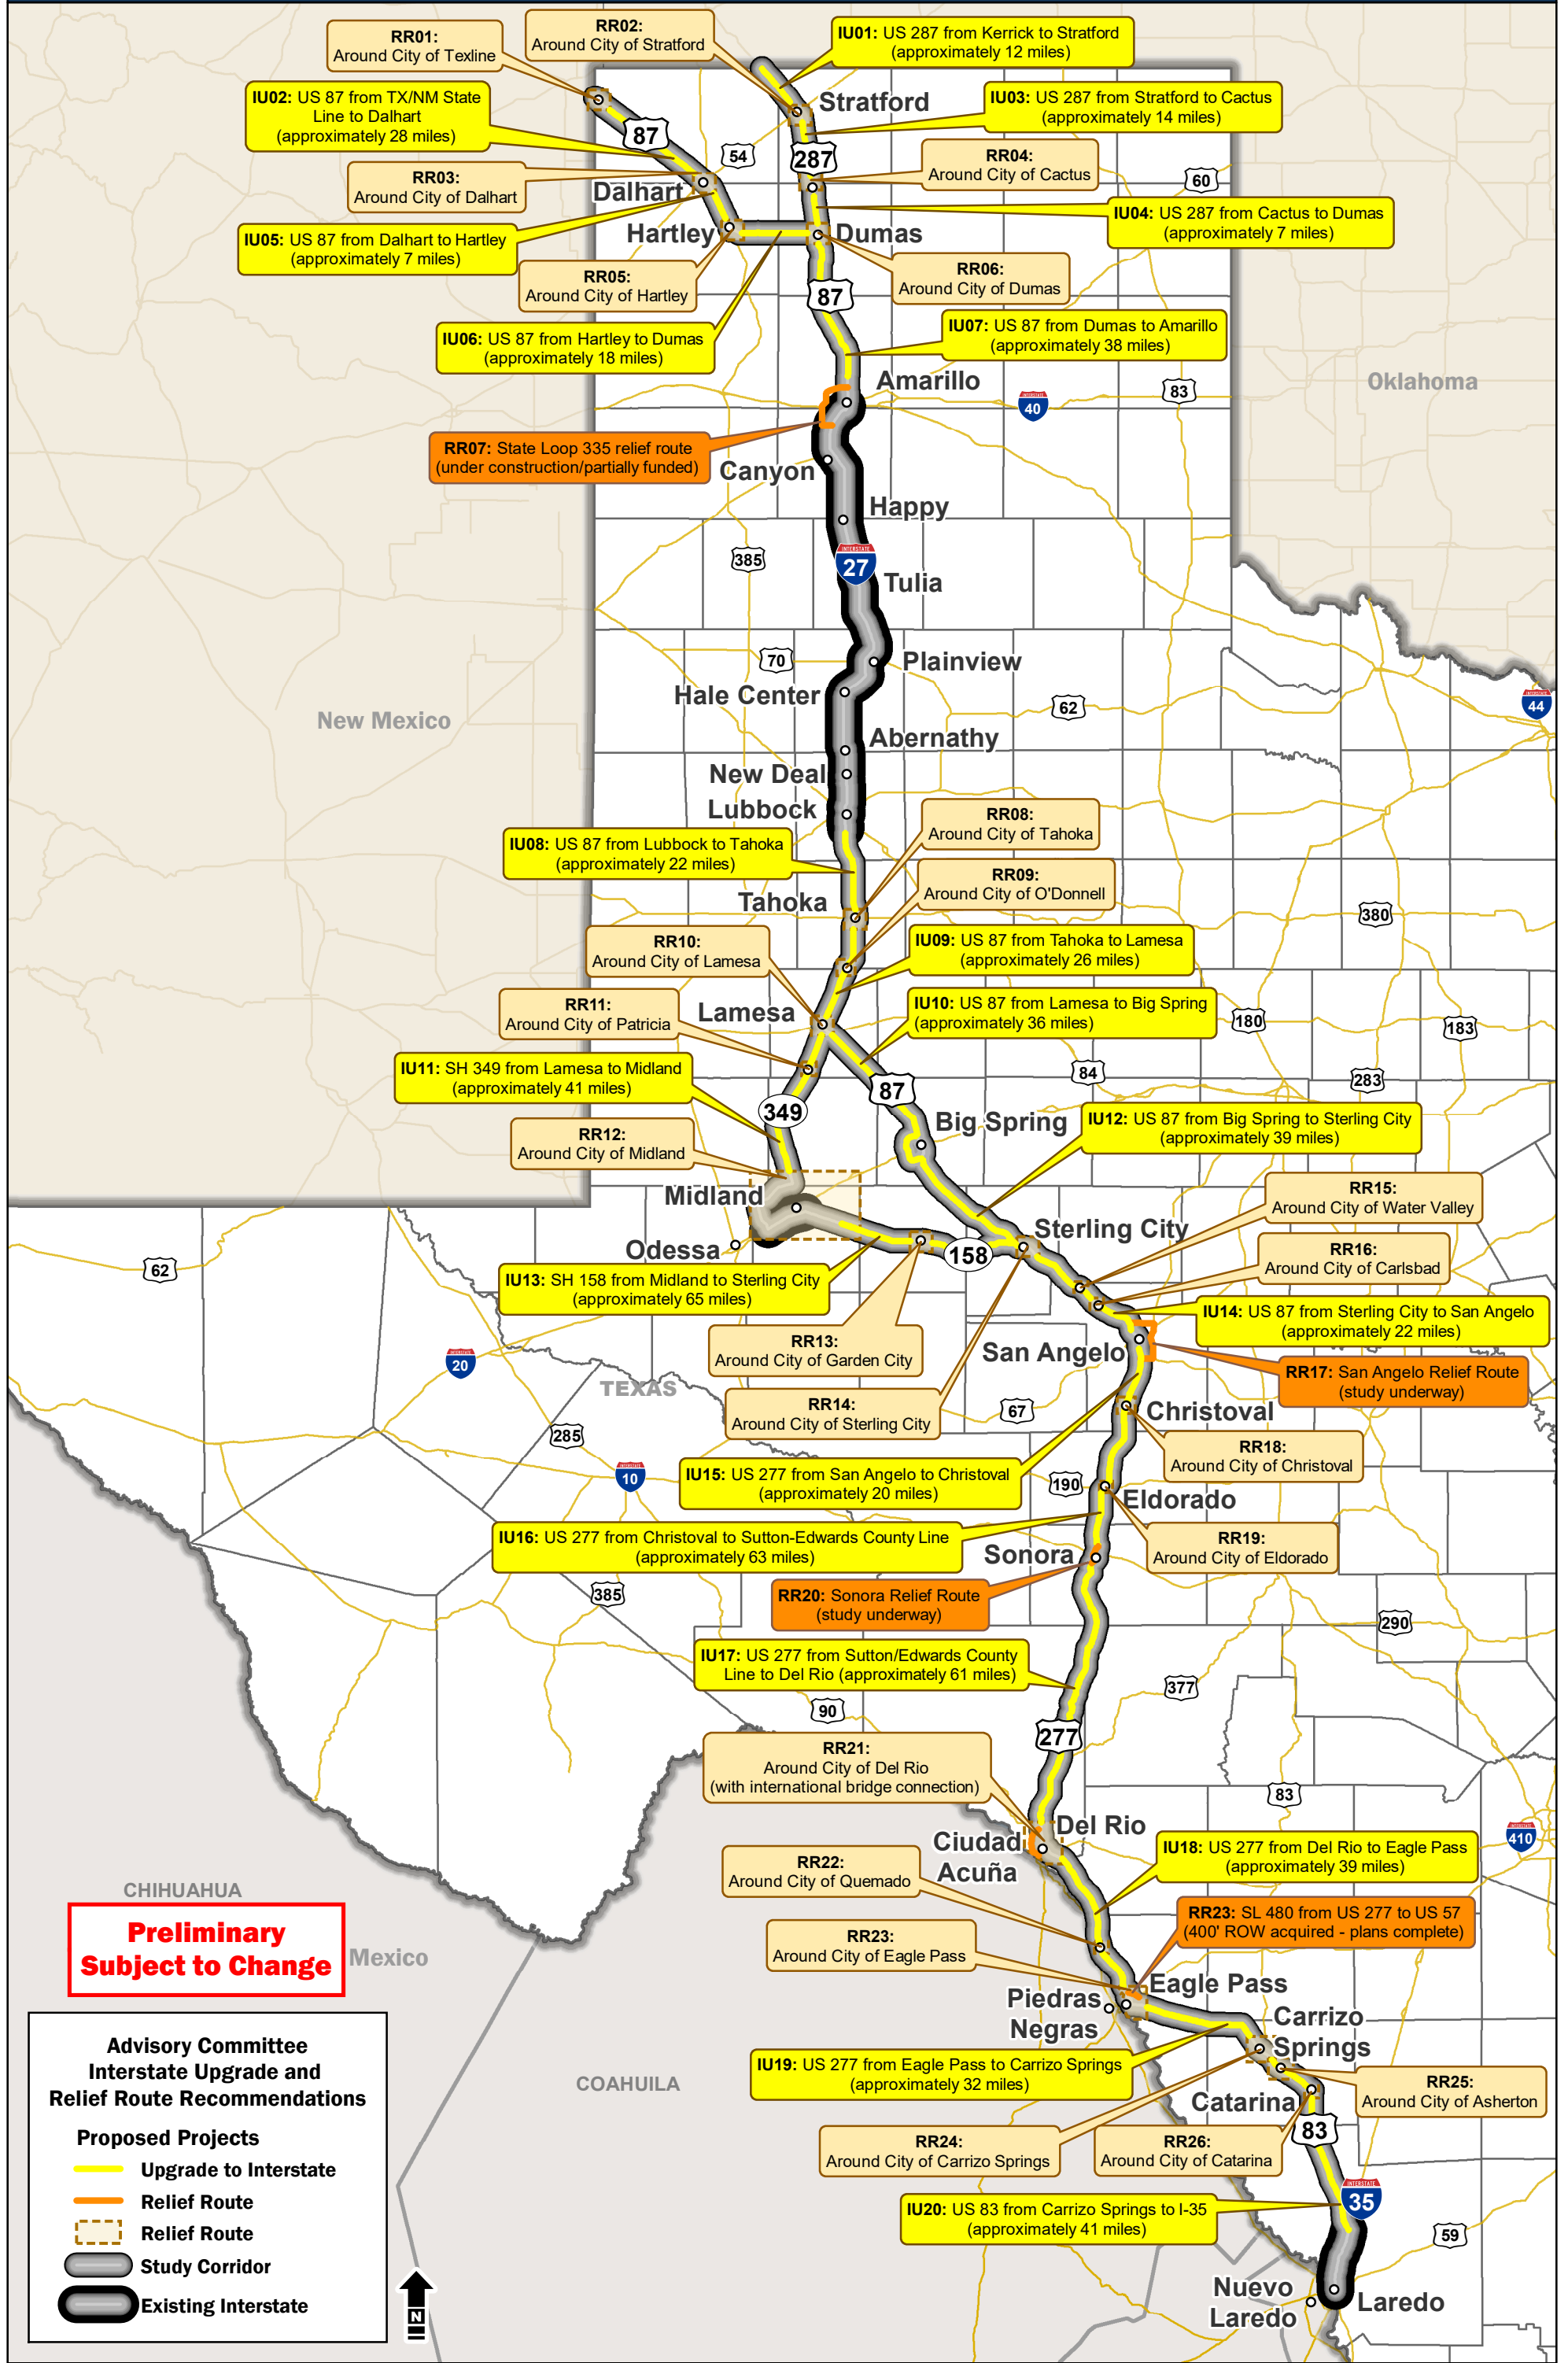 RR01:
Around City of Texline
RR02:
Around City of Stratford
IU01: US 287 from Kerrick to Stratford
(approximately 12 miles)
IU02: US 87 from TX/NM State
Line to Dalhart
(approximately 28 miles)
Stratford
IU03: US 287 from Stratford to Cactus
(approximately 14 miles)
87
54
287
RR03:
Around City of Dalhart
Dalhart
RR04:
Around City of Cactus
60
IU04: US 287 from Cactus to Dumas
(approximately 7 miles)
IU05: US 87 from Dalhart to Hartley
(approximately 7 miles)
Hartley
Dumas
RR05:
Around City of Hartley
RR06:
Around City of Dumas
87
IU06: US 87 from Hartley to Dumas
(approximately 18 miles)
IU07: US 87 from Dumas to Amarillo
(approximately 38 miles)
Amarillo
Oklahoma
INTERSTATE
40
83
RR07: State Loop 335 relief route
(under construction/partially funded)
Canyon
Happy
385
INTERSTATE
27
Tulia
70
Plainview
Hale Center
62
INTERSTATE
44
New Mexico
Abernathy
New Deal
Lubbock
RR08:
Around City of Tahoka
IU08: US 87 from Lubbock to Tahoka
(approximately 22 miles)
RR09:
Around City of O'Donnell
Tahoka
380
RR10:
Around City of Lamesa
IU09: US 87 from Tahoka to Lamesa
(approximately 26 miles)
RR11:
Around City of Patricia
Lamesa
IU10: US 87 from Lamesa to Big Spring
(approximately 36 miles)
180
183
IU11: SH 349 from Lamesa to Midland
(approximately 41 miles)
84
283
349
87
RR12:
Around City of Midland
Big Spring
IU12: US 87 from Big Spring to Sterling City
(approximately 39 miles)
Midland
RR15:
Around City of Water Valley
Odessa
158
Sterling City
62
RR16:
Around City of Carlsbad
IU13: SH 158 from Midland to Sterling City
(approximately 65 miles)
IU14: US 87 from Sterling City to San Angelo
(approximately 22 miles)
RR13:
Around City of Garden City
San Angelo
INTERSTATE
20
TEXAS
RR17: San Angelo Relief Route
(study underway)
RR14:
Around City of Sterling City
67
Christoval
285
RR18:
Around City of Christoval
INTERSTATE
10
IU15: US 277 from San Angelo to Christoval
(approximately 20 miles)
190
Eldorado
IU16: US 277 from Christoval to Sutton-Edwards County Line
(approximately 63 miles)
RR19:
Around City of Eldorado
Sonora
385
RR20: Sonora Relief Route
(study underway)
290
IU17: US 277 from Sutton/Edwards County
Line to Del Rio (approximately 61 miles)
377
90
277
RR21:
Around City of Del Rio
(with international bridge connection)
83
Del Rio
Ciudad
Acuña
IU18: US 277 from Del Rio to Eagle Pass
(approximately 39 miles)
INTERSTATE
410
RR22:
Around City of Quemado
CHIHUAHUA
Preliminary
Subject to Change
Mexico
RR23: SL 480 from US 277 to US 57
(400' ROW acquired - plans complete)
RR23:
Around City of Eagle Pass
Eagle Pass
Piedras
Negras
Carrizo
Springs
IU19: US 277 from Eagle Pass to Carrizo Springs
(approximately 32 miles)
COAHUILA
RR25:
Around City of Asherton
Catarina
83
RR24:
Around City of Carrizo Springs
RR26:
Around City of Catarina
INTERSTATE
35
IU20: US 83 from Carrizo Springs to I-35
(approximately 41 miles)
59
Nuevo
Laredo
Laredo
Advisory Committee
Interstate Upgrade and
Relief Route Recommendations
Proposed Projects
Upgrade to Interstate
Relief Route
Relief Route
Study Corridor
Existing Interstate
N